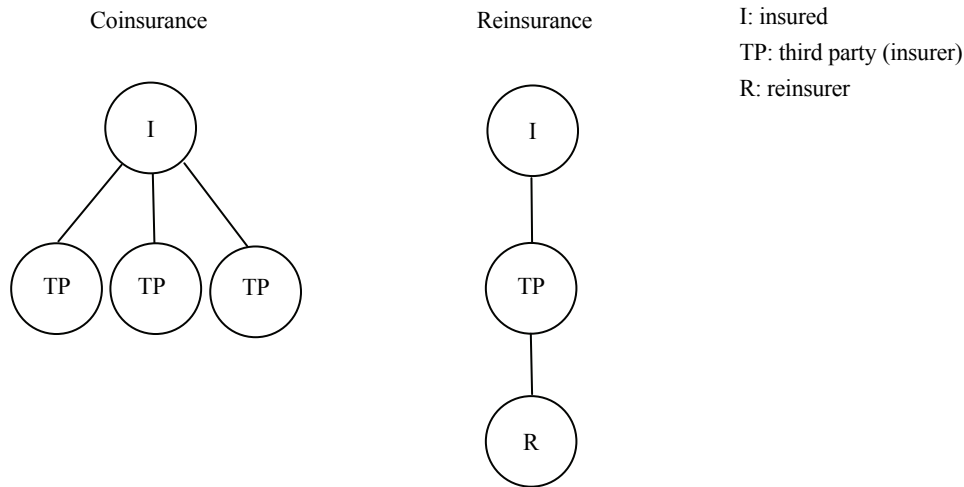 Coinsurance
Reinsurance
I: insured
TP: third party (insurer)
R: reinsurer
I
I
TP
TP
TP
TP
R